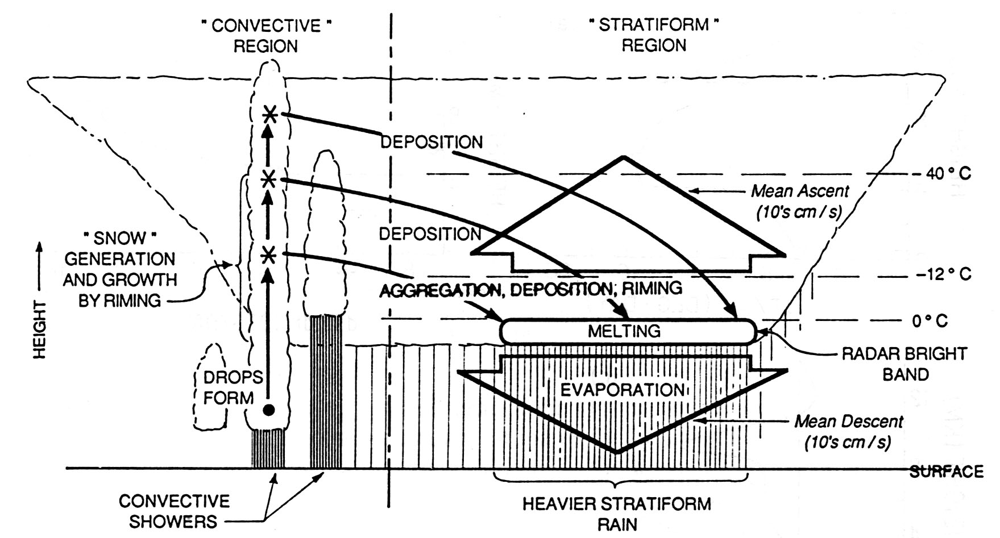 " CONVECTIVE "
REGION
" STRATIFORM "
REGION
DEPOSITION
- 40 ° C
Mean Ascent
(10's cm / s)
DEPOSITION
" SNOW "
GENERATION
AND GROWTH
BY RIMING
-12 ° C
AGGREGATION, DEPOSITION, RIMING
HEIGHT
0 ° C
MELTING
RADAR BRIGHT
BAND
DROPS
FORM
EVAPORATION
Mean Descent
(10's cm / s)
SURFACE
CONVECTIVE
SHOWERS
HEAVIER STRATIFORM
RAIN